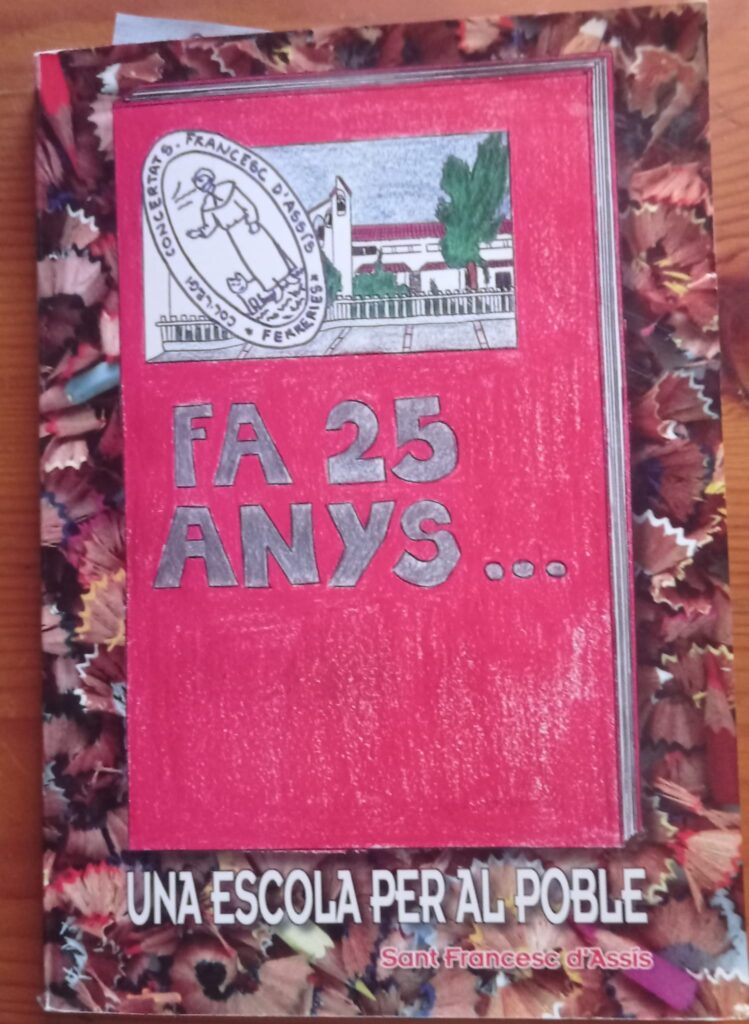 COL·LEGI CONCERTAT S. FRANCESC D'ASSIS
* FERRERIES *
FA 25
ANYS...
UNA ESCOLA PER AL POBLE
Sant Francesc d'Assis